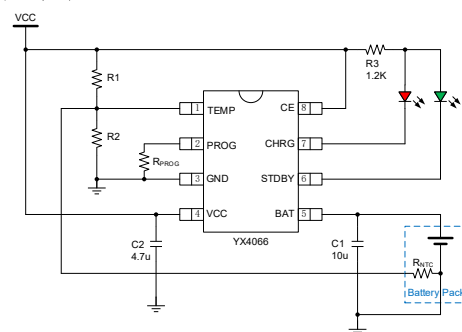 VCC
R1
R2
R3
1.2K
1 TEMP
2 PROG
3 GND
4 VCC
CE 8
CHRG 7
STDBY 6
BAT 5
RPROG
YX4066
C2
4.7u
C1
10u
RNTC
Battery Pack